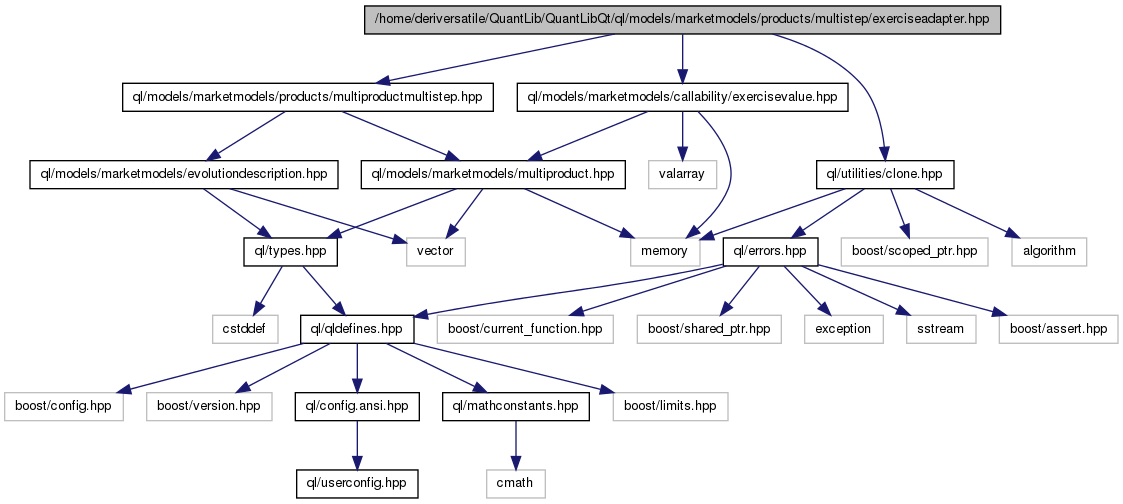 /home/deriversatile/QuantLib/QuantLibQt/ql/models/marketmodels/products/multistep/exerciseadapter.hpp
ql/models/marketmodels/products/multiproductmultistep.hpp
ql/models/marketmodels/callability/exercisevalue.hpp
ql/models/marketmodels/evolutiondescription.hpp
ql/models/marketmodels/multiproduct.hpp
valarray
ql/utilities/clone.hpp
ql/types.hpp
vector
memory
ql/errors.hpp
boost/scoped_ptr.hpp
algorithm
cstddef
ql/qldefines.hpp
boost/current_function.hpp
boost/shared_ptr.hpp
exception
sstream
boost/assert.hpp
boost/config.hpp
boost/version.hpp
ql/config.ansi.hpp
ql/mathconstants.hpp
boost/limits.hpp
ql/userconfig.hpp
cmath